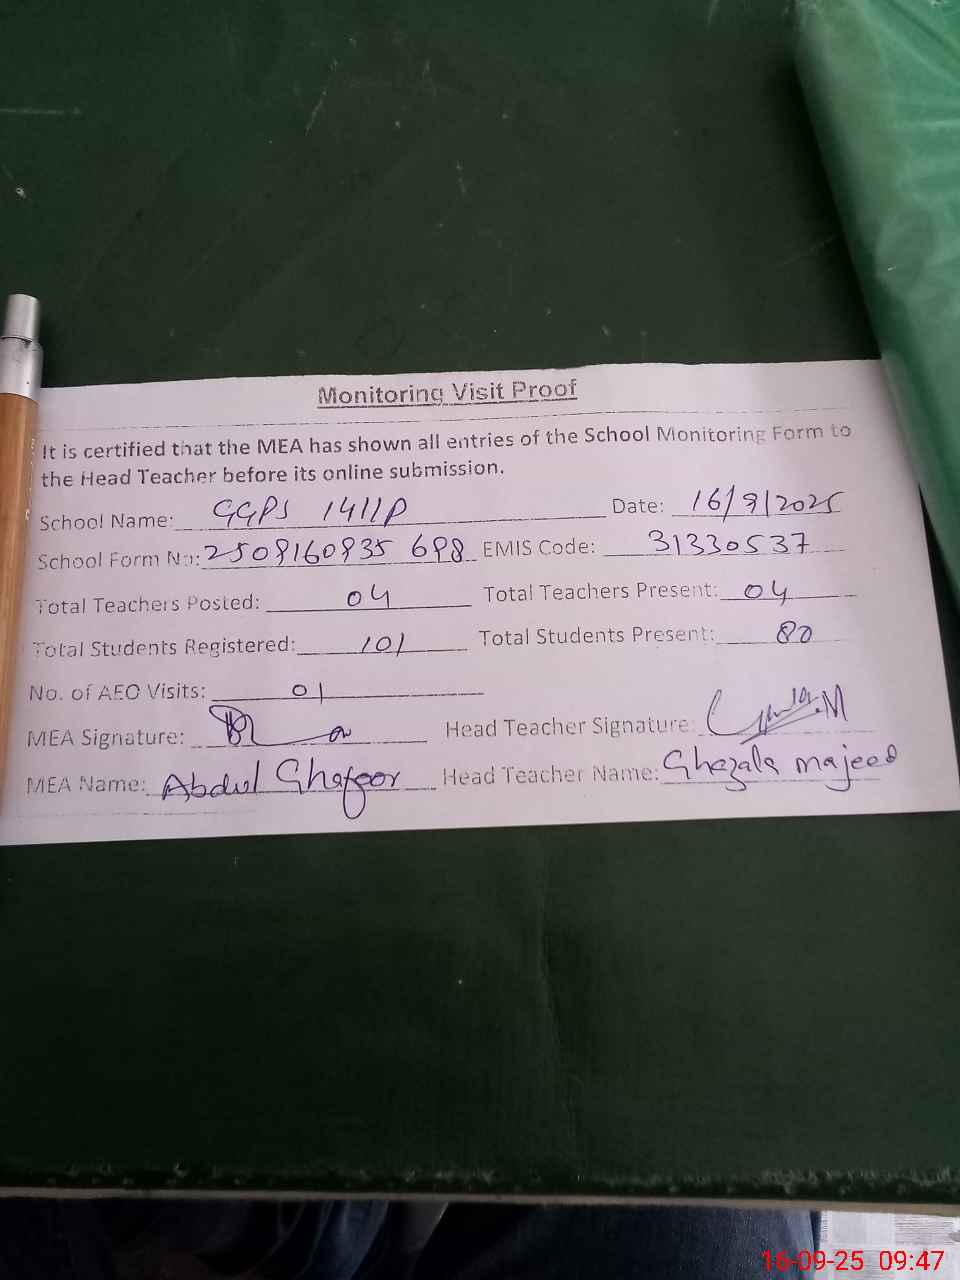 Monitoring Visit Proof
It is certified that the MEA has shown all entries of the School Monitoring Form to
the Head Teacher before its online submission.
School Name: GGPS 141/P Date: 16/9/2025
School Form No: 2509160935 698 EMIS Code: 31330537
Total Teachers Posted: 04 Total Teachers Present: 04
Total Students Registered: 101 Total Students Present: 80
No. of AEO Visits: 01
MEA Signature: Head Teacher Signature:
MEA Name: Abdul Ghafoor Head Teacher Name: Ghazala majeed
16-09-25 09:47